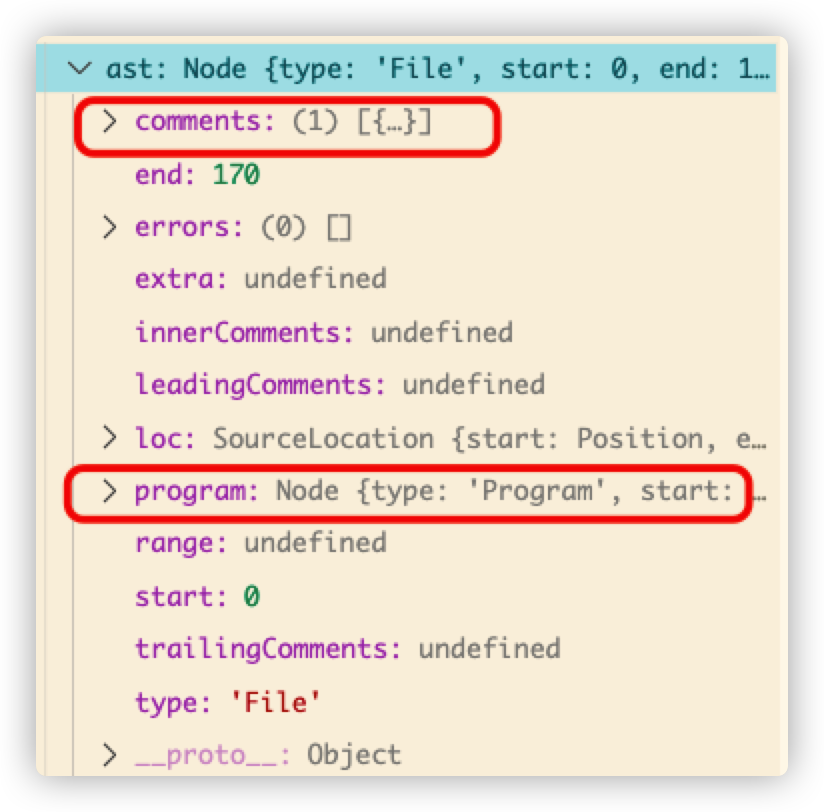 ast: Node {type: 'File', start: 0, end: 1…
comments: (1) [{…}]
end: 170
errors: (0) []
extra: undefined
innerComments: undefined
leadingComments: undefined
loc: SourceLocation {start: Position, e…
program: Node {type: 'Program', start: …
range: undefined
start: 0
trailingComments: undefined
type: 'File'
__proto__: Object